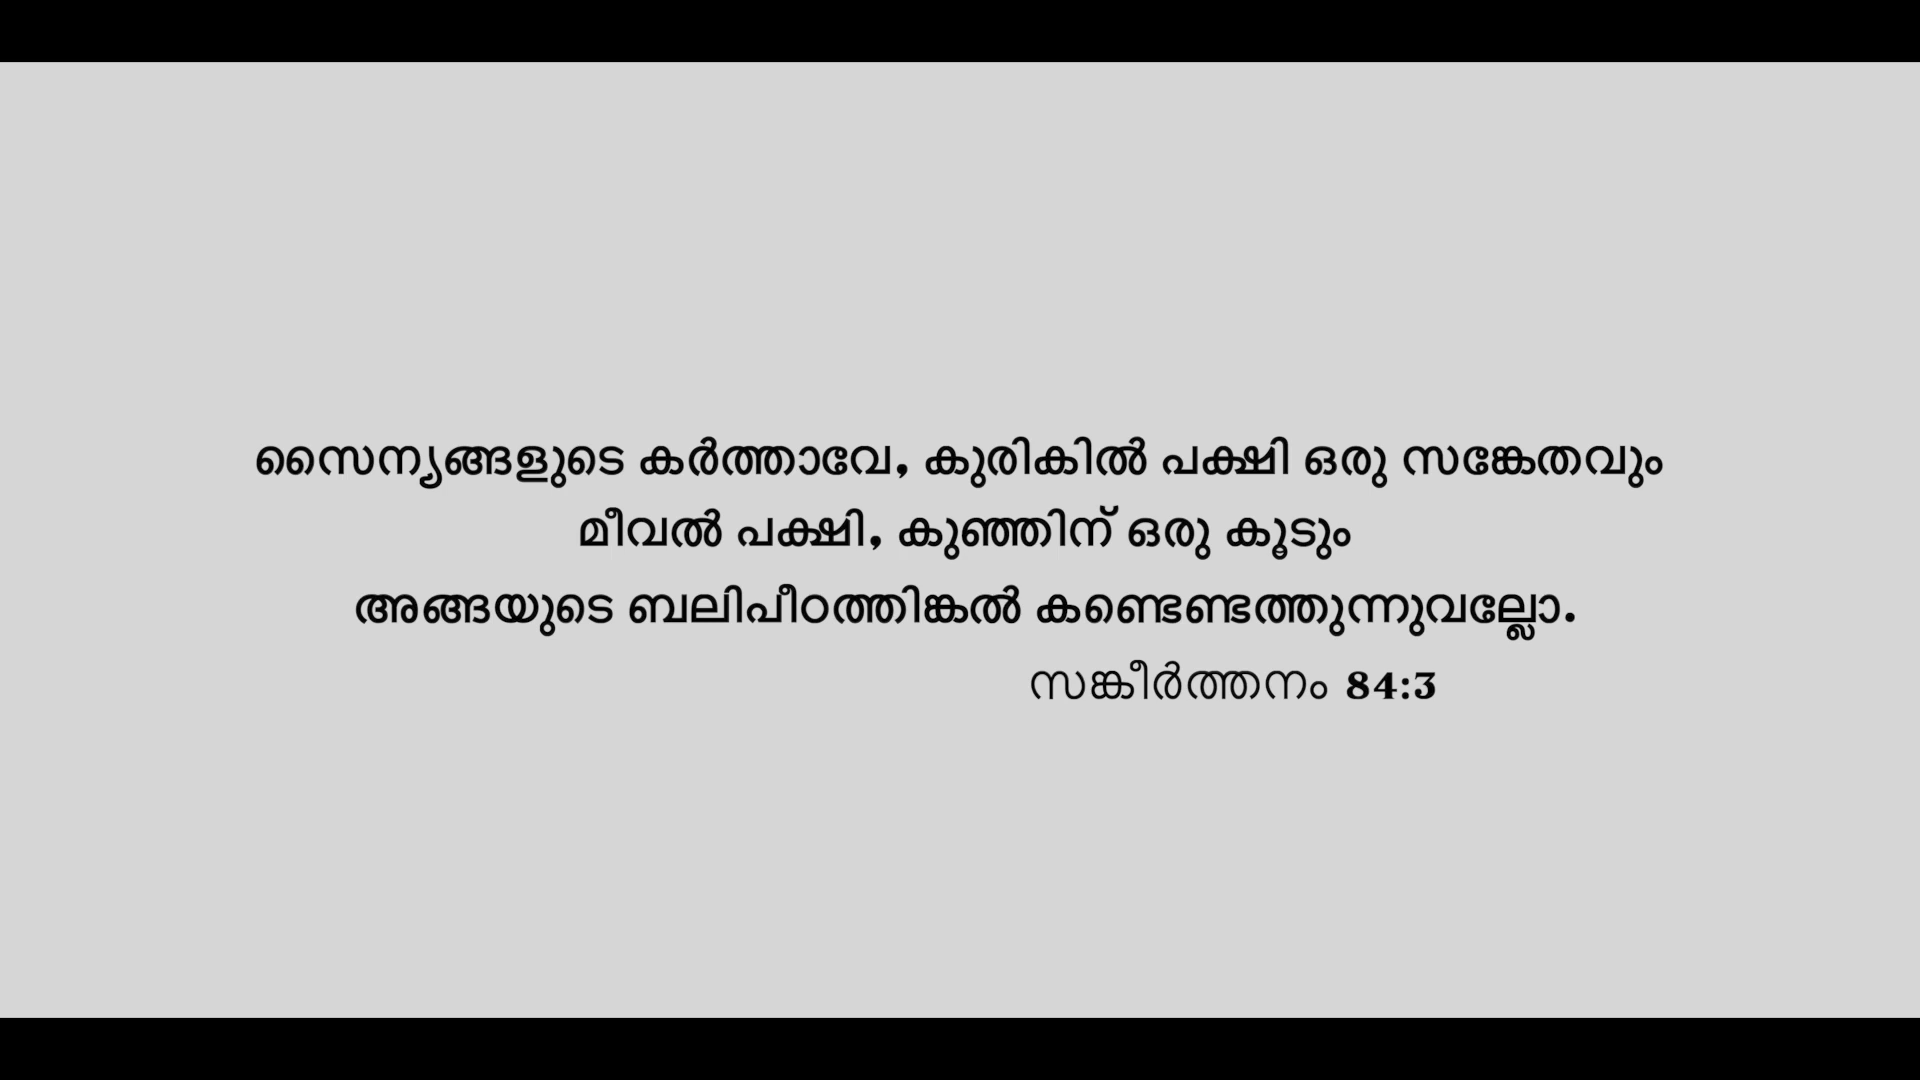 സൈന്യങ്ങളുടെ കർത്താവേ, കുരികിൽ പക്ഷി ഒരു സങ്കേതവും
മീവൽ പക്ഷി, കുഞ്ഞിന് ഒരു കൂടും
അങ്ങയുടെ ബലിപീഠത്തിങ്കൽ കണ്ടെണ്ടത്തുന്നുവല്ലോ.
സങ്കീർത്തനം 84:3